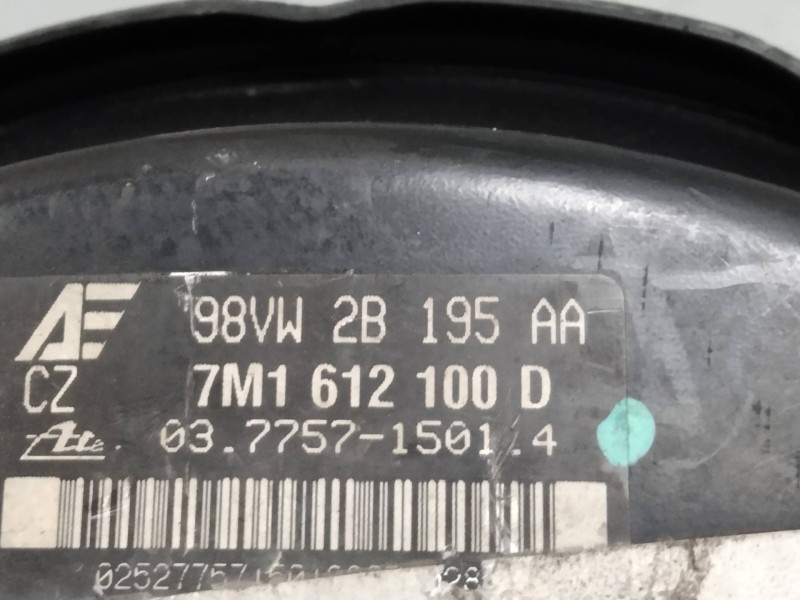 AE 98VW 2B 195 AA
CZ 7M1 612 100 D
Ate 03.7757-1501.4